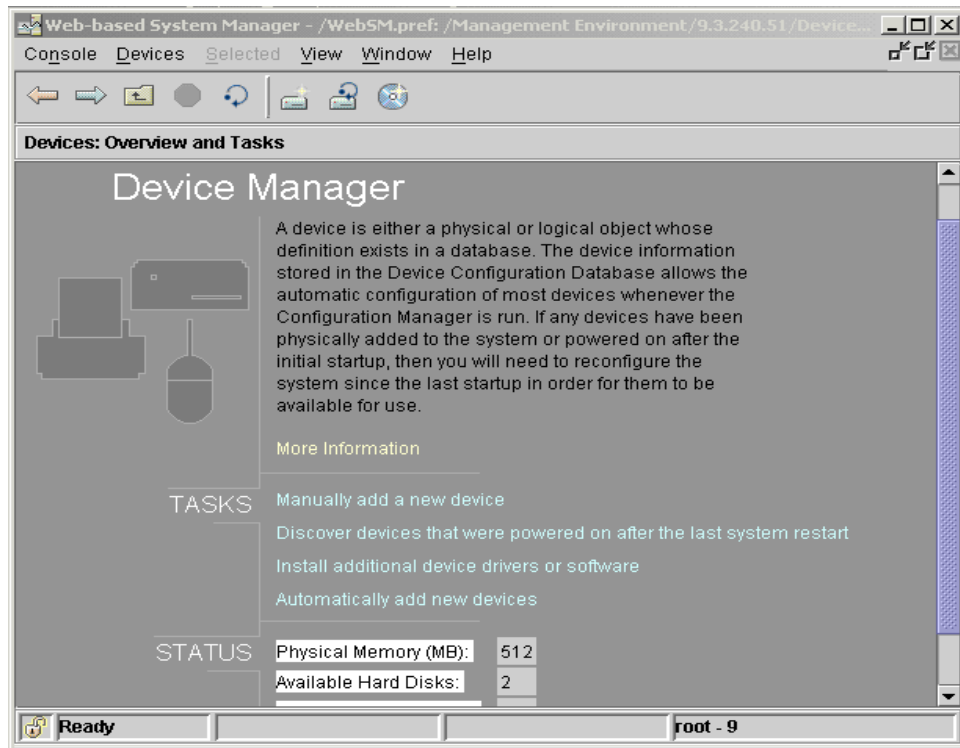 Web-based System Manager - /WebSM.pref: /Management Environment/9.3.240.51/Device...
Console Devices Selected View Window Help
Devices: Overview and Tasks
Device Manager
A device is either a physical or logical object whose
definition exists in a database. The device information
stored in the Device Configuration Database allows the
automatic configuration of most devices whenever the
Configuration Manager is run. If any devices have been
physically added to the system or powered on after the
initial startup, then you will need to reconfigure the
system since the last startup in order for them to be
available for use.
More Information
TASKS
Manually add a new device
Discover devices that were powered on after the last system restart
Install additional device drivers or software
Automatically add new devices
STATUS
Physical Memory (MB): 512
Available Hard Disks: 2
Ready
root - 9